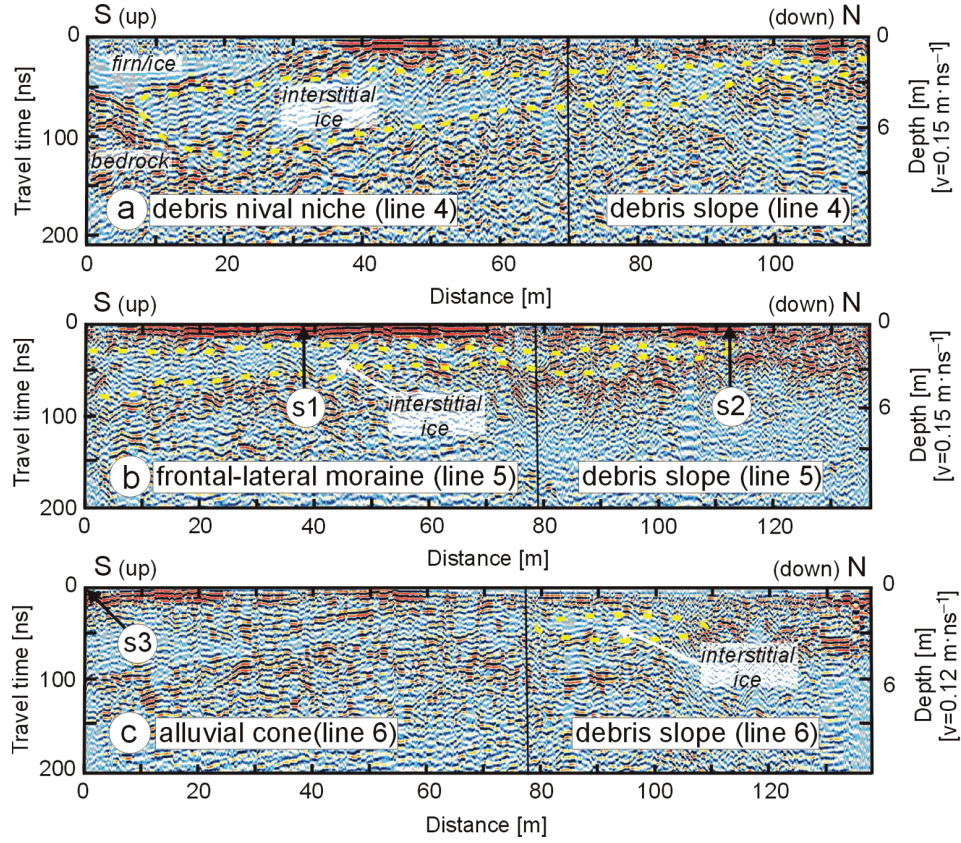 S (up)
(down) N
0
100
200
Travel time [ns]
firn/ice
interstitial
ice
bedrock
a
debris nival niche (line 4)
debris slope (line 4)
0
6
Depth [m]
[v=0.15 m·ns⁻¹]
0
20
40
60
80
100
Distance [m]
S (up)
(down) N
0
100
200
Travel time [ns]
s1
interstitial
ice
s2
b
frontal-lateral moraine (line 5)
debris slope (line 5)
0
6
Depth [m]
[v=0.15 m·ns⁻¹]
0
20
40
60
80
100
120
Distance [m]
S (up)
(down) N
0
100
200
Travel time [ns]
s3
interstitial
ice
c
alluvial cone(line 6)
debris slope (line 6)
0
6
Depth [m]
[v=0.12 m·ns⁻¹]
0
20
40
60
80
100
120
Distance [m]